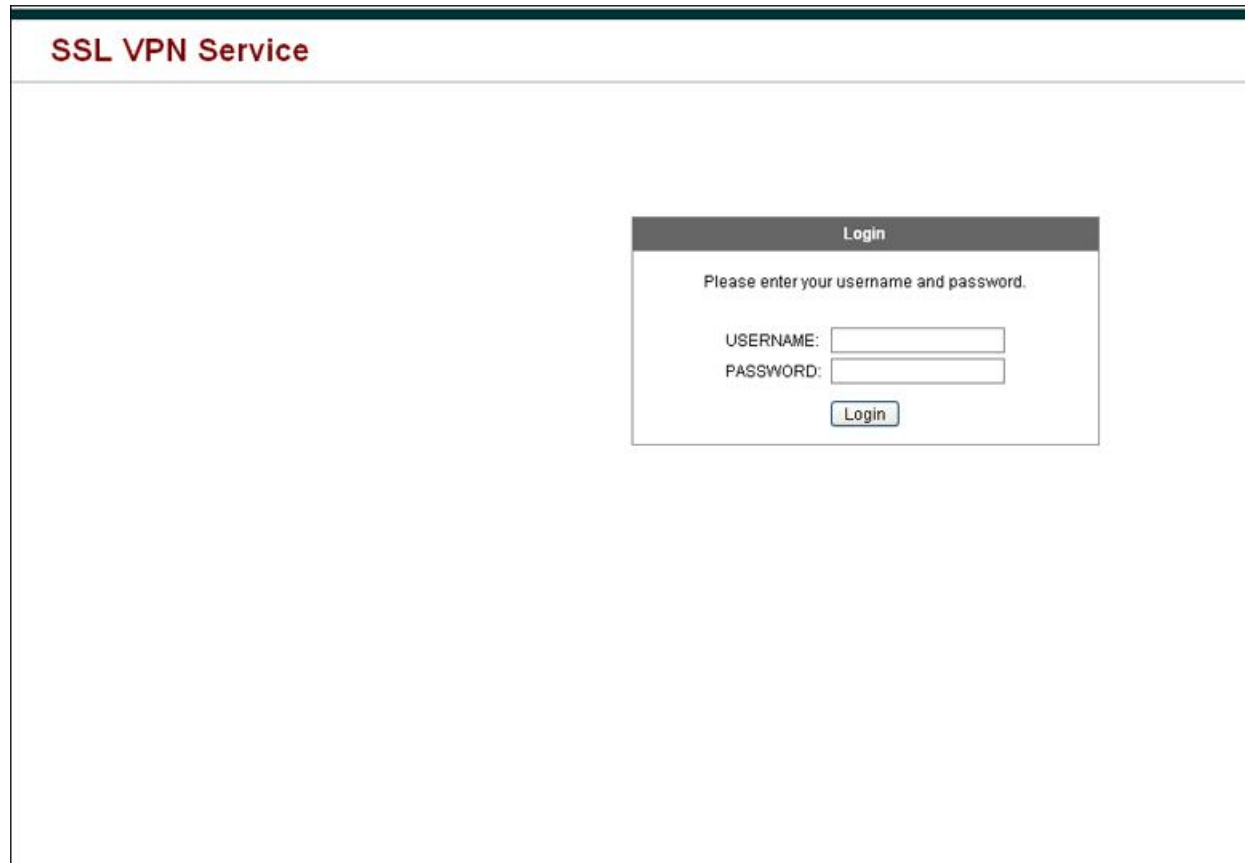 SSL VPN Service
Login
Please enter your username and password.
USERNAME:
PASSWORD:
Login